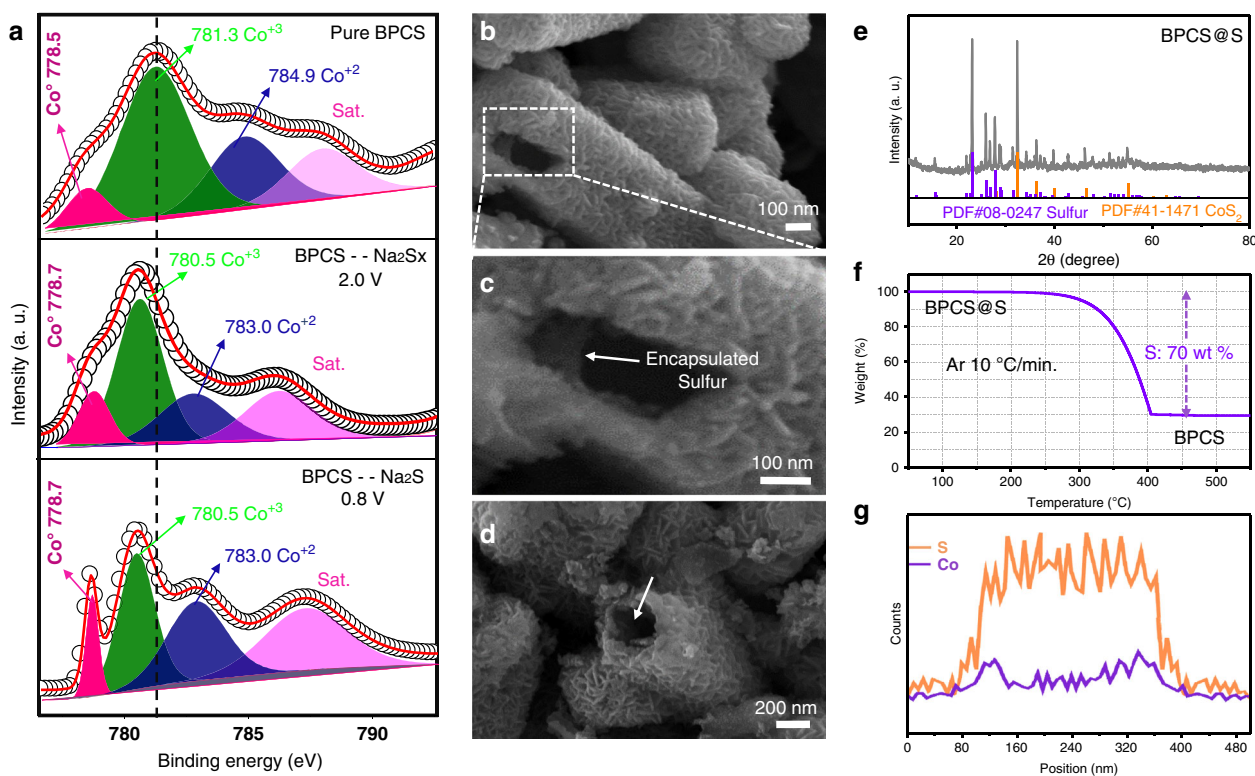 a
Pure BPCS
Co° 778.5
781.3 Co+3
784.9 Co+2
Sat.
BPCS - - Na2Sx
2.0 V
Co° 778.7
780.5 Co+3
783.0 Co+2
Sat.
BPCS - - Na2S
0.8 V
Co° 778.7
780.5 Co+3
783.0 Co+2
Sat.
Intensity (a. u.)
780 785 790
Binding energy (eV)
b
100 nm
c
Encapsulated
Sulfur
100 nm
d
200 nm
e
BPCS@S
Intensity (a. u.)
PDF#08-0247 Sulfur PDF#41-1471 CoS2
20 40 60 80
2θ (degree)
f
100
80
60
40
20
0
Weight (%)
BPCS@S
S: 70 wt %
Ar 10 °C/min.
BPCS
100 200 300 400 500
Temperature (°C)
g
S
Co
Counts
0 80 160 240 320 400 480
Position (nm)